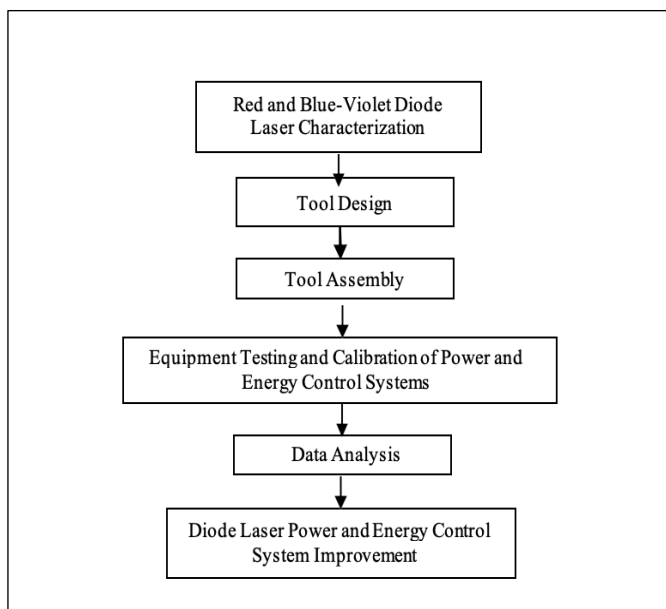 Red and Blue-Violet Diode
Laser Characterization
Tool Design
Tool Assembly
Equipment Testing and Calibration of Power and
Energy Control Systems
Data Analysis
Diode Laser Power and Energy Control
System Improvement